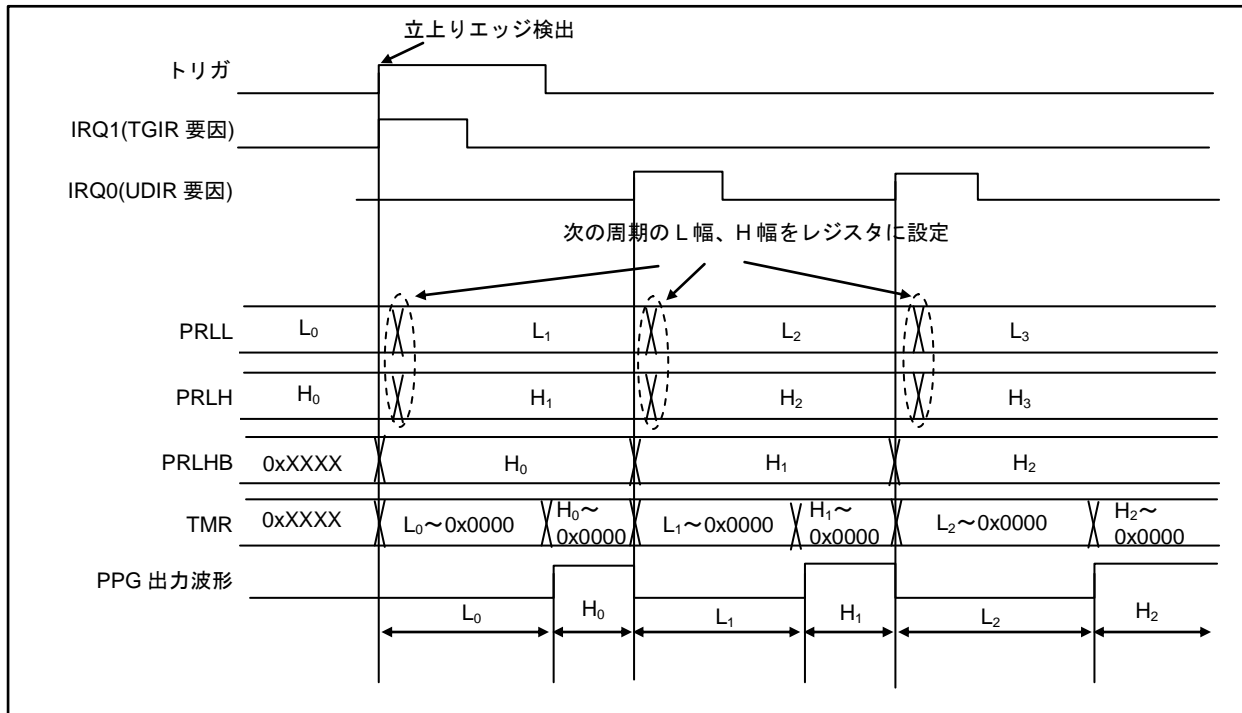 立上りエッジ検出
トリガ
IRQ1(TGIR 要因)
IRQ0(UDIR 要因)
次の周期の L 幅、H 幅をレジスタに設定
PRLL L₀ L₁ L₂ L₃
PRLH H₀ H₁ H₂ H₃
PRLHB 0xXXXX H₀ H₁ H₂
TMR 0xXXXX L₀～0x0000 H₀～0x0000 L₁～0x0000 H₁～0x0000 L₂～0x0000 H₂～0x0000
PPG 出力波形
L₀ H₀ L₁ H₁ L₂ H₂